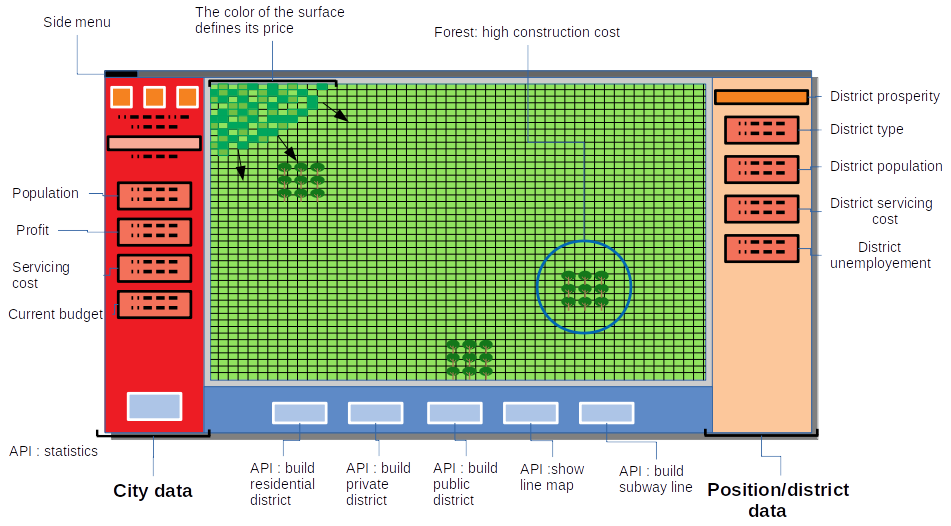 The color of the surface
defines its price
Side menu
Forest: high construction cost
District prosperity
District type
District population
District servicing
cost
District
unemployement
Population
Profit
Servicing
cost
Current budget
API : statistics
City data
API : build
residential
district
API : build
private
district
API : build
public
district
API :show
line map
API : build
subway line
Position/district
data